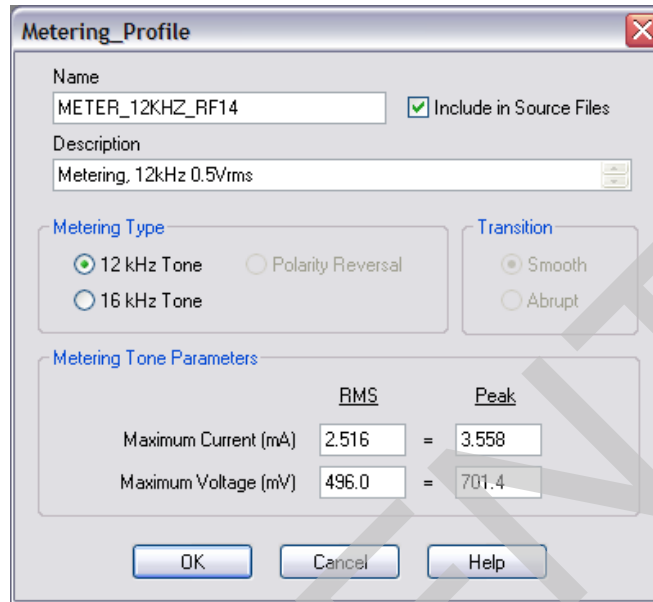 Metering_Profile
Name
METER_12KHZ_RF14
Include in Source Files
Description
Metering, 12kHz 0.5Vrms
Metering Type
12 kHz Tone
Polarity Reversal
16 kHz Tone
Transition
Smooth
Abrupt
Metering Tone Parameters
RMS Peak
Maximum Current (mA) 2.516 = 3.558
Maximum Voltage (mV) 496.0 = 701.4
OK Cancel Help